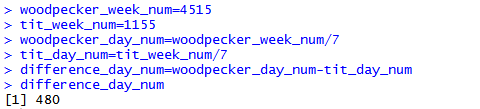 > woodpecker_week_num=4515
> tit_week_num=1155
> woodpecker_day_num=woodpecker_week_num/7
> tit_day_num=tit_week_num/7
> difference_day_num=woodpecker_day_num-tit_day_num
> difference_day_num
[1] 480